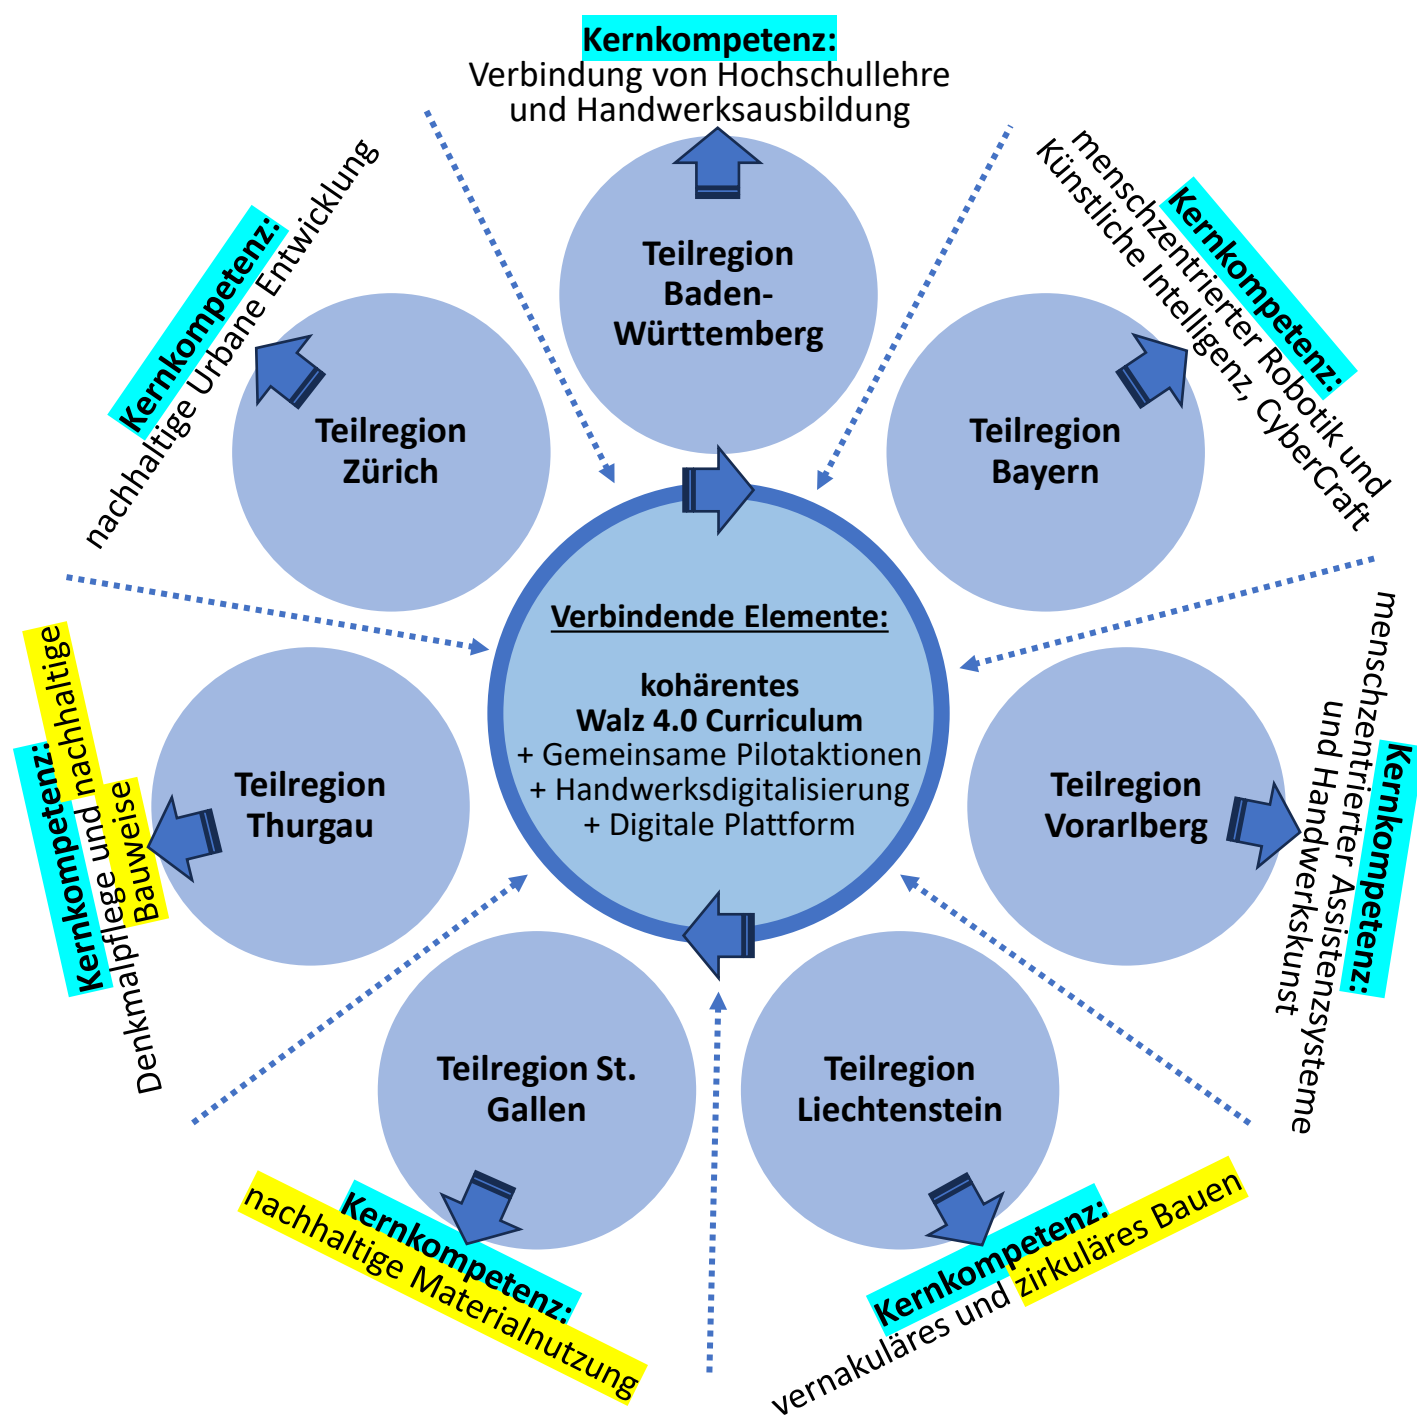 Kernkompetenz:
Verbindung von Hochschullehre
und Handwerksausbildung
Teilregion
Baden-
Württemberg
Kernkompetenz:
menschzentrierter Robotik und
Künstliche Intelligenz, CyberCraft
Teilregion
Bayern
Kernkompetenz:
menschzentrierter Assistenzsysteme
und Handwerkskunst
Teilregion
Vorarlberg
Kernkompetenz:
vernakuläres und zirkuläres Bauen
Teilregion
Liechtenstein
Kernkompetenz:
nachhaltige Materialnutzung
Teilregion St.
Gallen
Kernkompetenz:
Denkmalpflege und nachhaltige
Bauweise
Teilregion
Thurgau
Kernkompetenz:
nachhaltige Urbane Entwicklung
Teilregion
Zürich
Verbindende Elemente:
kohärentes
Walz 4.0 Curriculum
+ Gemeinsame Pilotaktionen
+ Handwerksdigitalisierung
+ Digitale Plattform